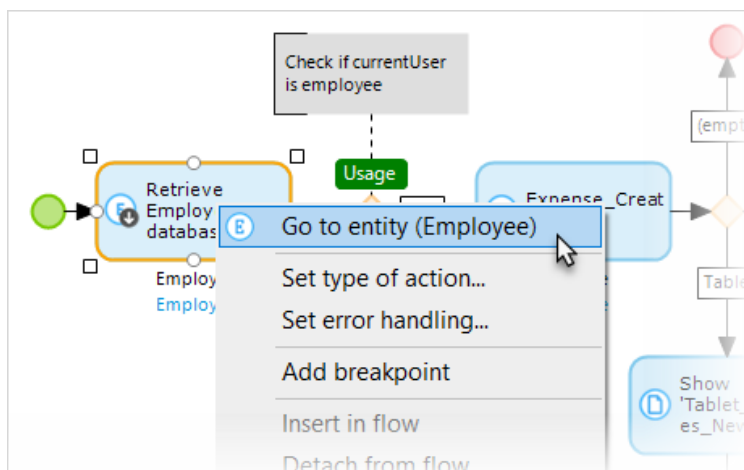 Check if currentUser
is employee
(empt
Usage
Retrieve
Employ
databas
Expense_Creat
E
Go to entity (Employee)
Employ
Employ
Set type of action...
Set error handling...
Table
Add breakpoint
Show
'Tablet_
es_New
Insert in flow
Detach from flow